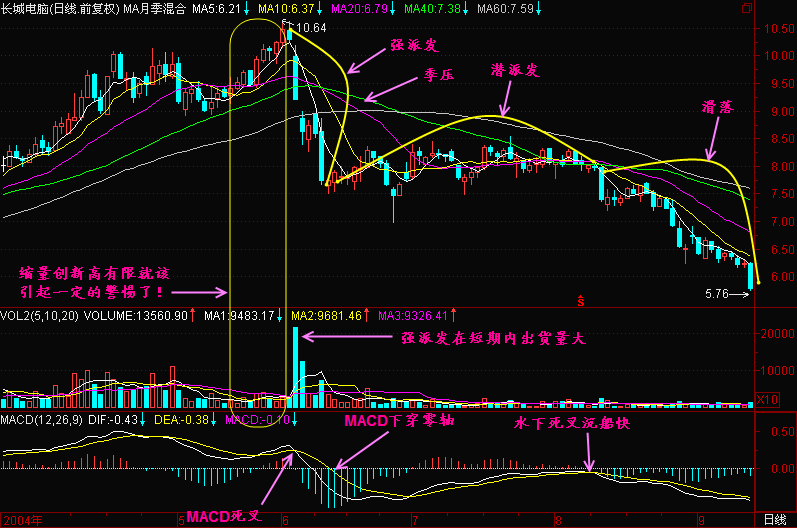 长城电脑(日线.前复权) MA月季混合 MA5:6.21↓ MA10:6.37↓ MA20:6.79↓ MA40:7.38↓ MA60:7.59↓
10.64
10.50
强派发
10.00
季压
潜派发
9.50
9.00
滑落
8.50
8.00
7.50
7.00
6.50
缩量创新高有限就该
引起一定的警惕了!
6.00
5.76
ŝ
VOL2(5,10,20) VOLUME:13560.90↑ MA1:9483.17↓ MA2:9681.46↑ MA3:9326.41↑
强派发在短期内出货量大
20000
10000
X10
MACD(12,26,9) DIF:-0.43↓ DEA:-0.38↓ MACD:-0.10↓
MACD下穿零轴
水下死叉沉船快
0.50
0.00
MACD死叉
2004年 5 6 7 8 9 日线